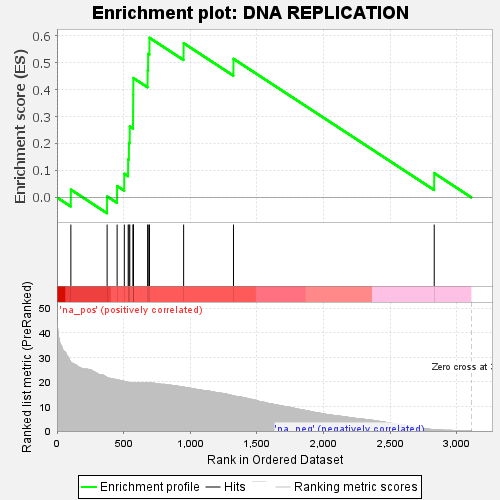 Enrichment plot: DNA REPLICATION
Enrichment score (ES)
0.6
0.5
0.4
0.3
0.2
0.1
0.0
'na_pos' (positively correlated)
Ranked list metric (PreRanked)
50
40
30
20
10
0
Zero cross at
'na_neg' (negatively correlated)
0 500 1,000 1,500 2,000 2,500 3,000
Rank in Ordered Dataset
Enrichment profile Hits Ranking metric scores